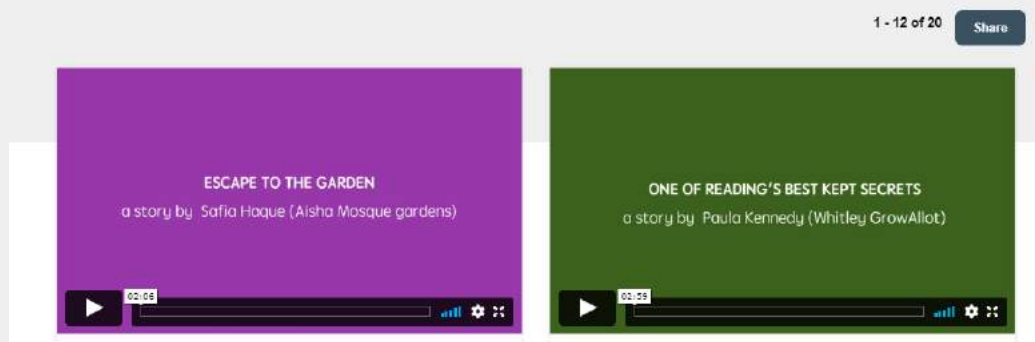 1 - 12 of 20
Share
ESCAPE TO THE GARDEN
a story by Safia Haque (Aisha Mosque gardens)
02:06
ONE OF READING'S BEST KEPT SECRETS
a story by Paula Kennedy (Whitley GrowAllot)
02:59